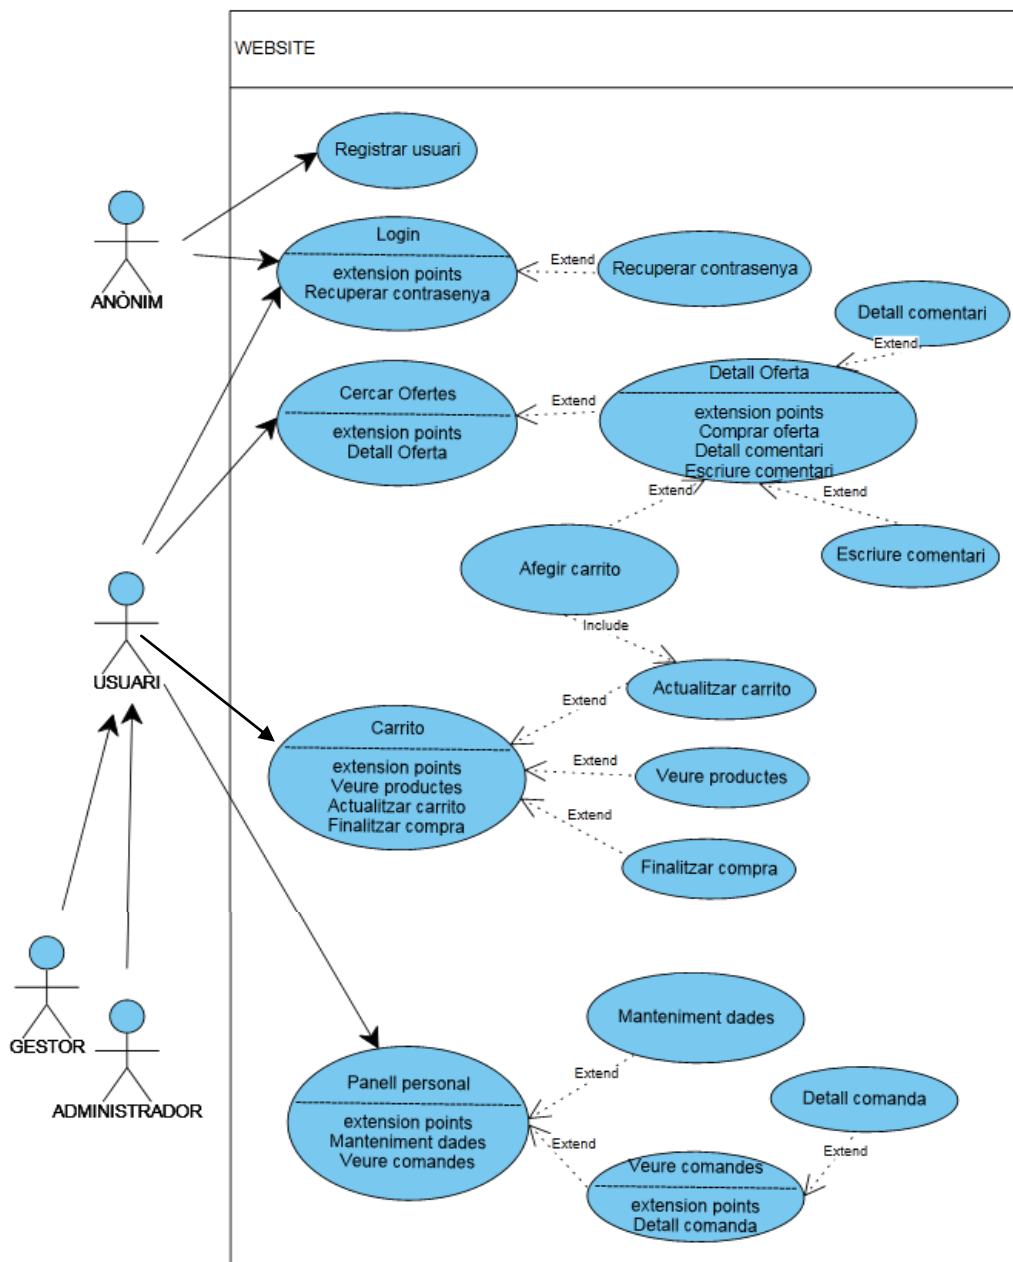 WEBSITE
Registrar usuari
ANÒNIM
Login
extension points
Recuperar contrasenya
Extend
Recuperar contrasenya
Detall comentari
Extend
Cercar Ofertes
extension points
Detall Oferta
Extend
Detall Oferta
extension points
Comprar oferta
Detall comentari
Escriure comentari
Extend
Extend
Afegir carrito
Escriure comentari
Include
USUARI
Actualitzar carrito
Extend
Carrito
extension points
Veure productes
Actualitzar carrito
Finalitzar compra
Extend
Veure productes
Extend
Finalitzar compra
GESTOR
ADMINISTRADOR
Manteniment dades
Extend
Panell personal
extension points
Manteniment dades
Veure comandes
Detall comanda
Extend
Extend
Veure comandes
extension points
Detall comanda